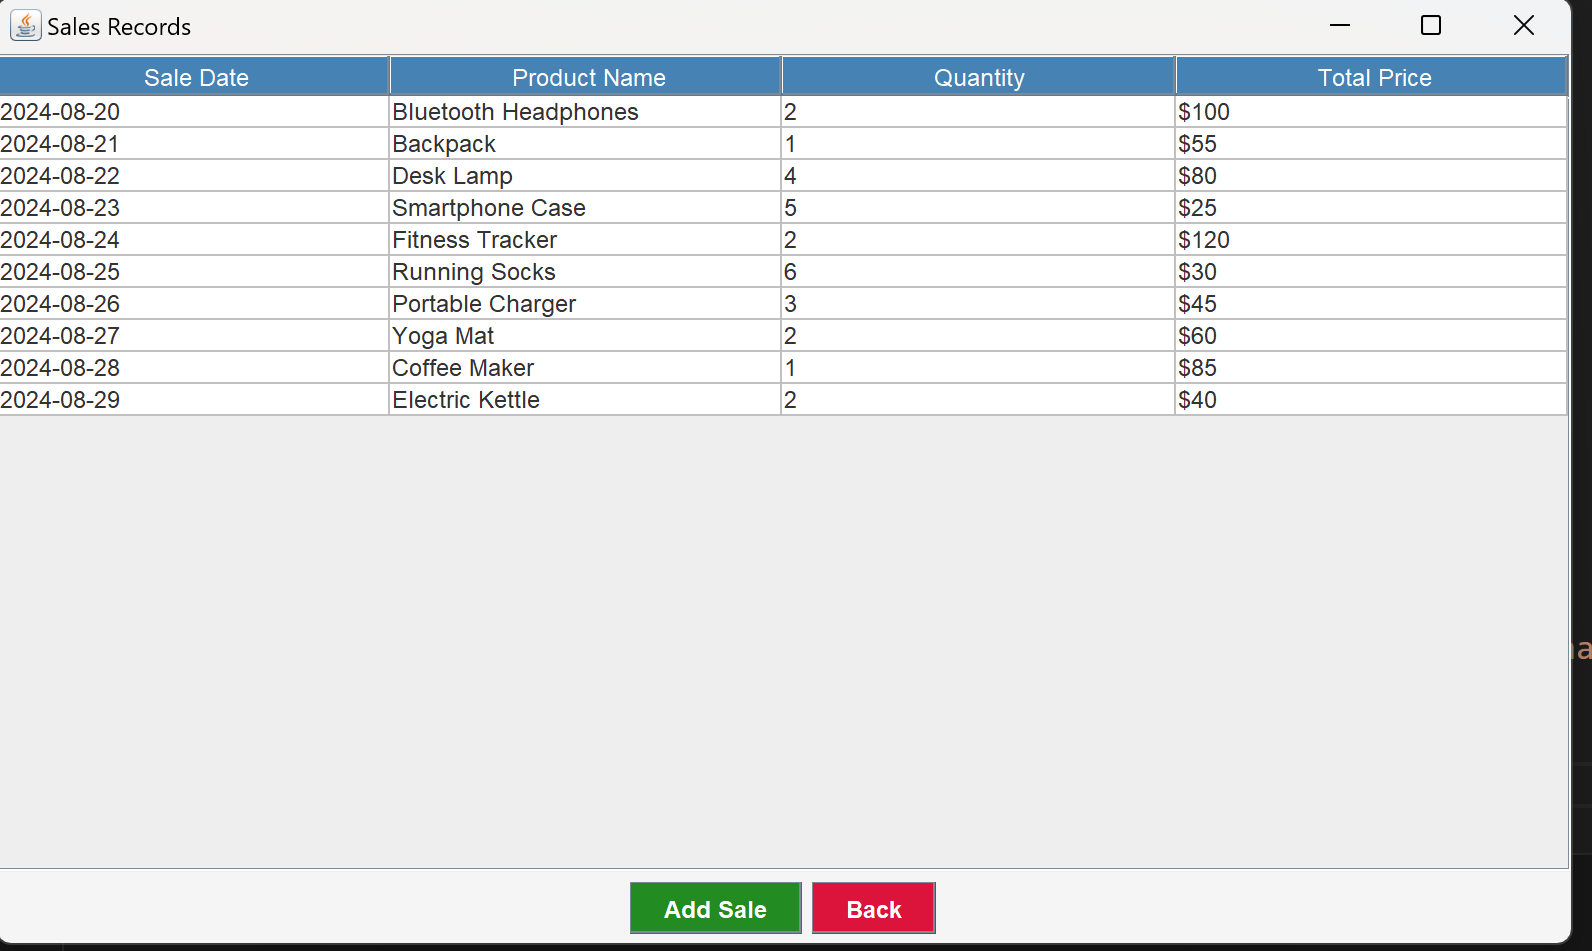 Sales Records
Sale Date Product Name Quantity Total Price
2024-08-20 Bluetooth Headphones 2 $100
2024-08-21 Backpack 1 $55
2024-08-22 Desk Lamp 4 $80
2024-08-23 Smartphone Case 5 $25
2024-08-24 Fitness Tracker 2 $120
2024-08-25 Running Socks 6 $30
2024-08-26 Portable Charger 3 $45
2024-08-27 Yoga Mat 2 $60
2024-08-28 Coffee Maker 1 $85
2024-08-29 Electric Kettle 2 $40
Add Sale Back